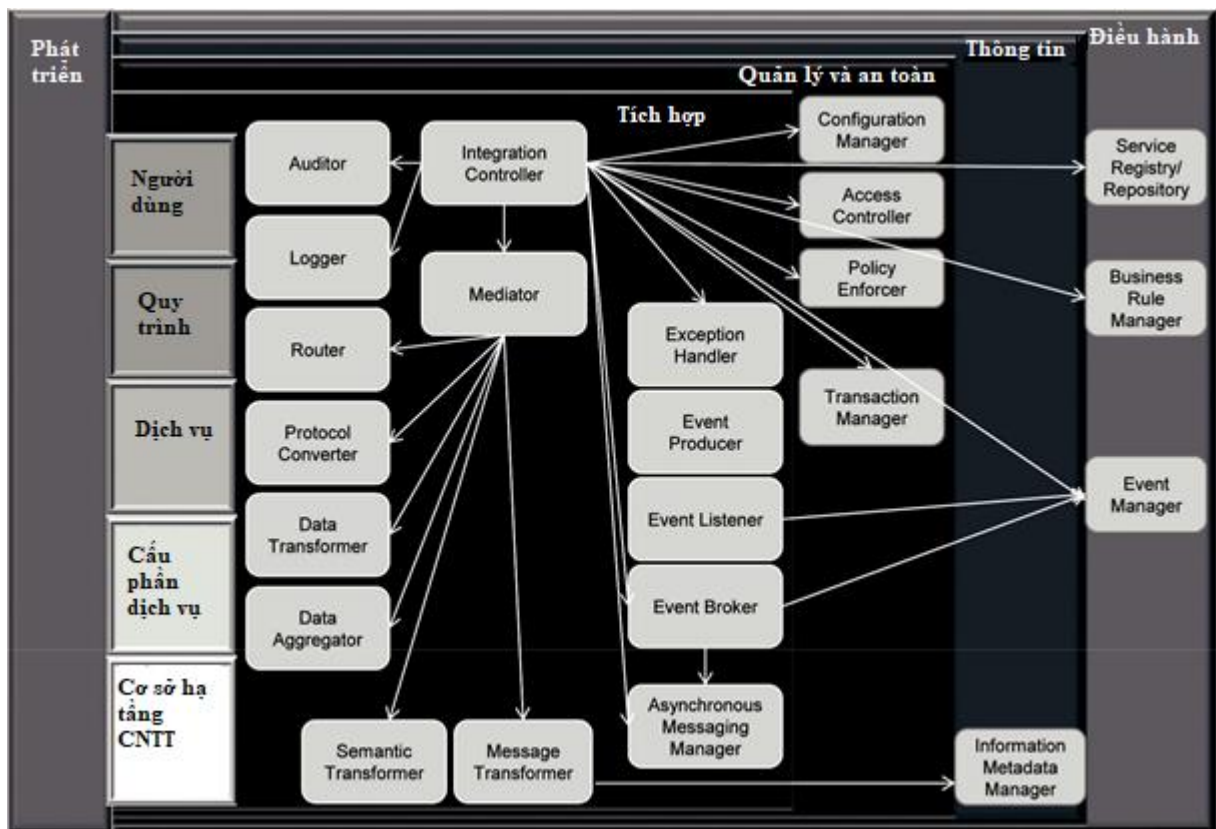 Phát
triển
Thông tin
Điều hành
Quản lý và an toàn
Tích hợp
Người
dùng
Quy
trình
Dịch vụ
Cấu
phần
dịch vụ
Cơ sở hạ
tầng
CNTT
Auditor
Integration
Controller
Configuration
Manager
Service
Registry/
Repository
Access
Controller
Logger
Mediator
Policy
Enforcer
Business
Rule
Manager
Router
Exception
Handler
Transaction
Manager
Protocol
Converter
Event
Producer
Event
Manager
Data
Transformer
Event Listener
Data
Aggregator
Event Broker
Asynchronous
Messaging
Manager
Semantic
Transformer
Message
Transformer
Information
Metadata
Manager